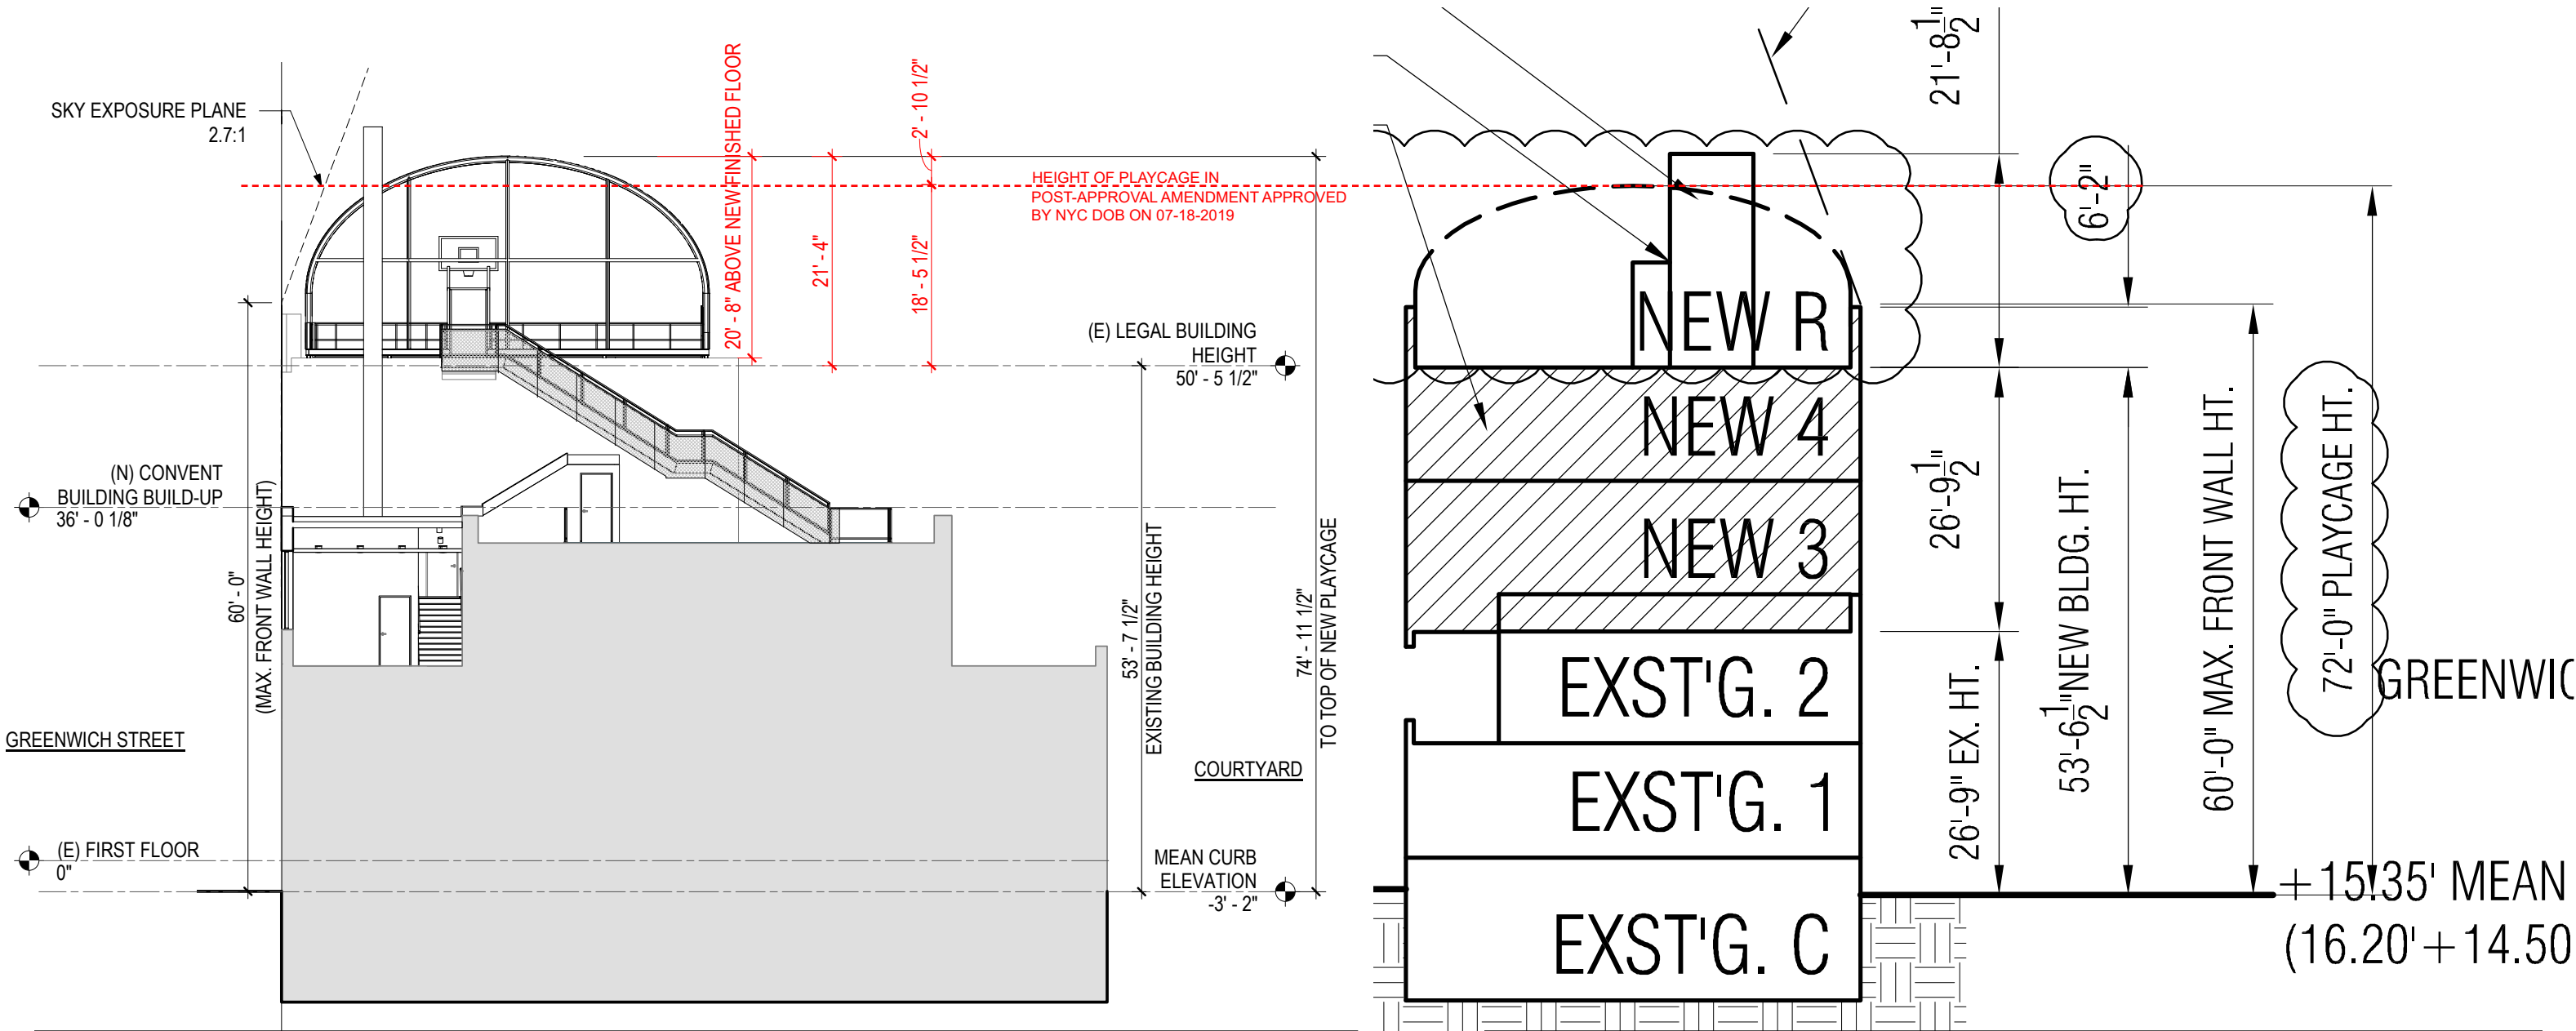 SKY EXPOSURE PLANE
2.7:1
20' - 8" ABOVE NEW FINISHED FLOOR
21' - 4"
2' - 10 1/2"
18' - 5 1/2"
HEIGHT OF PLAYCAGE IN
POST-APPROVAL AMENDMENT APPROVED
BY NYC DOB ON 07-18-2019
(E) LEGAL BUILDING
HEIGHT
50' - 5 1/2"
(N) CONVENT
BUILDING BUILD-UP
36' - 0 1/8"
60' - 0"
(MAX. FRONT WALL HEIGHT)
53' - 7 1/2"
EXISTING BUILDING HEIGHT
74' - 11 1/2"
TO TOP OF NEW PLAYCAGE
GREENWICH STREET
COURTYARD
(E) FIRST FLOOR
0"
MEAN CURB
ELEVATION
-3' - 2"
21'-8 1/2"
6'-2"
NEW R
NEW 4
NEW 3
EXST'G. 2
EXST'G. 1
EXST'G. C
26'-9 1/2"
26'-9" EX. HT.
53'-6 1/2" NEW BLDG. HT.
60'-0" MAX. FRONT WALL HT.
72'-0" PLAYCAGE HT.
GREENWIC
+15.35' MEAN
(16.20'+14.50